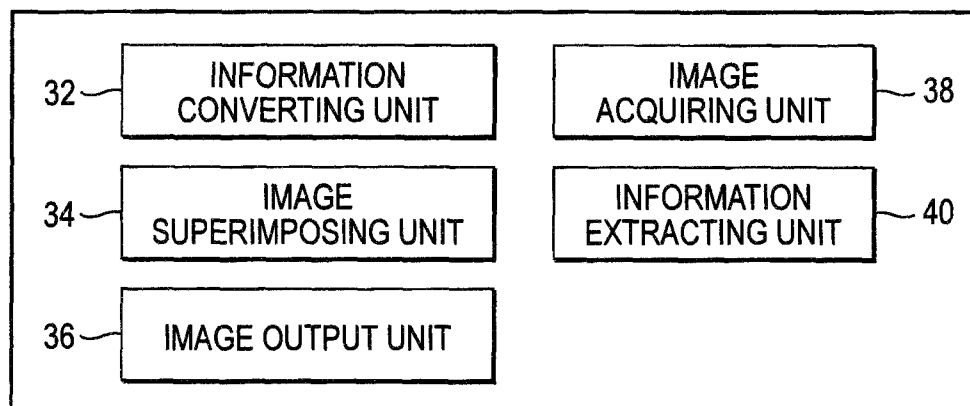 32
INFORMATION
CONVERTING UNIT
IMAGE
ACQUIRING UNIT
38
34
IMAGE
SUPERIMPOSING UNIT
INFORMATION
EXTRACTING UNIT
40
36
IMAGE OUTPUT UNIT